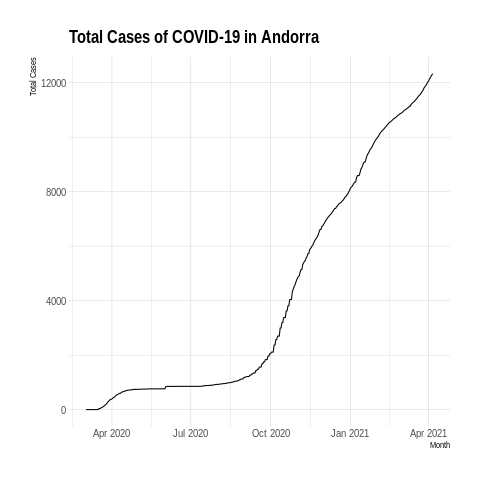 Total Cases of COVID-19 in Andorra
Total Cases
12000
8000
4000
0
Apr 2020 Jul 2020 Oct 2020 Jan 2021 Apr 2021
Month